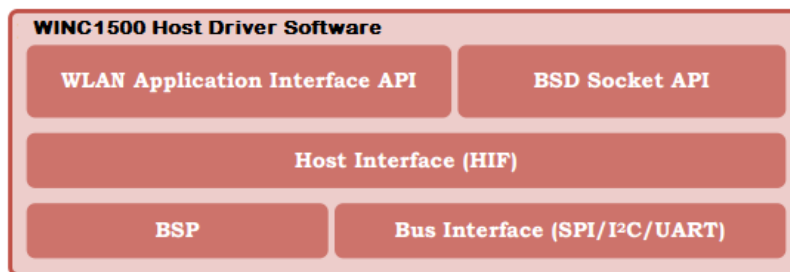 WINC1500 Host Driver Software
WLAN Application Interface API
BSD Socket API
Host Interface (HIF)
BSP
Bus Interface (SPI/I²C/UART)